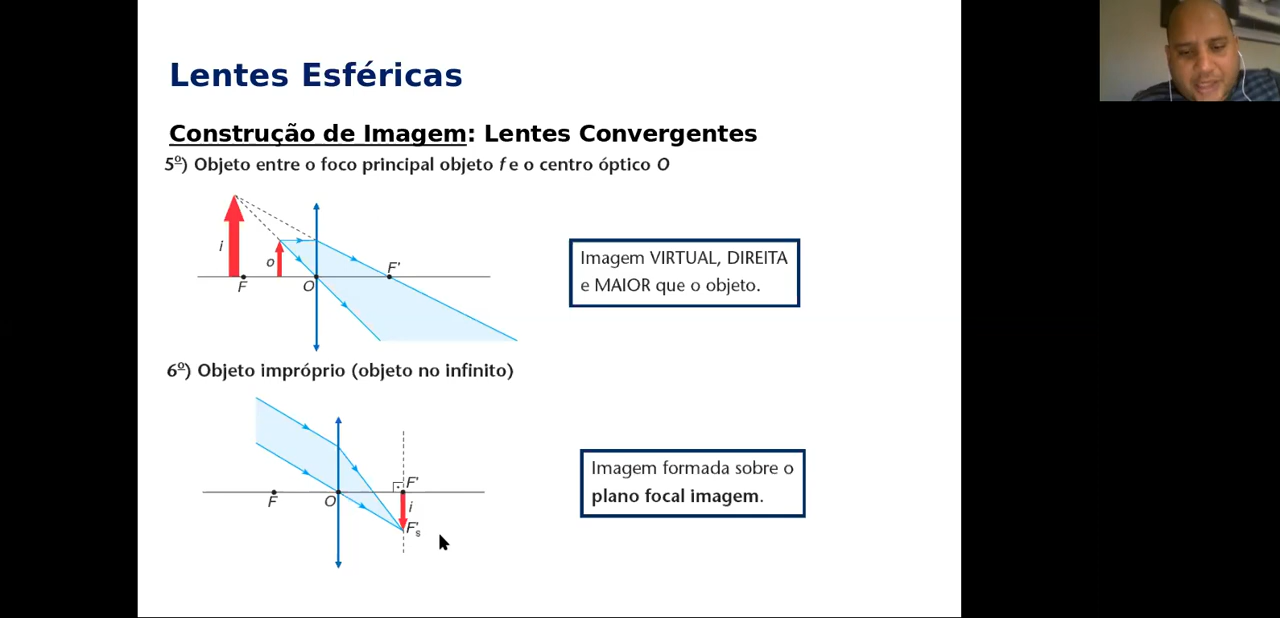 Lentes Esféricas
Construção de Imagem: Lentes Convergentes
5º) Objeto entre o foco principal objeto f e o centro óptico O
i
o
F
O
F'
Imagem VIRTUAL, DIREITA
e MAIOR que o objeto.
6º) Objeto impróprio (objeto no infinito)
F
O
F'
i
F's
Imagem formada sobre o
plano focal imagem.